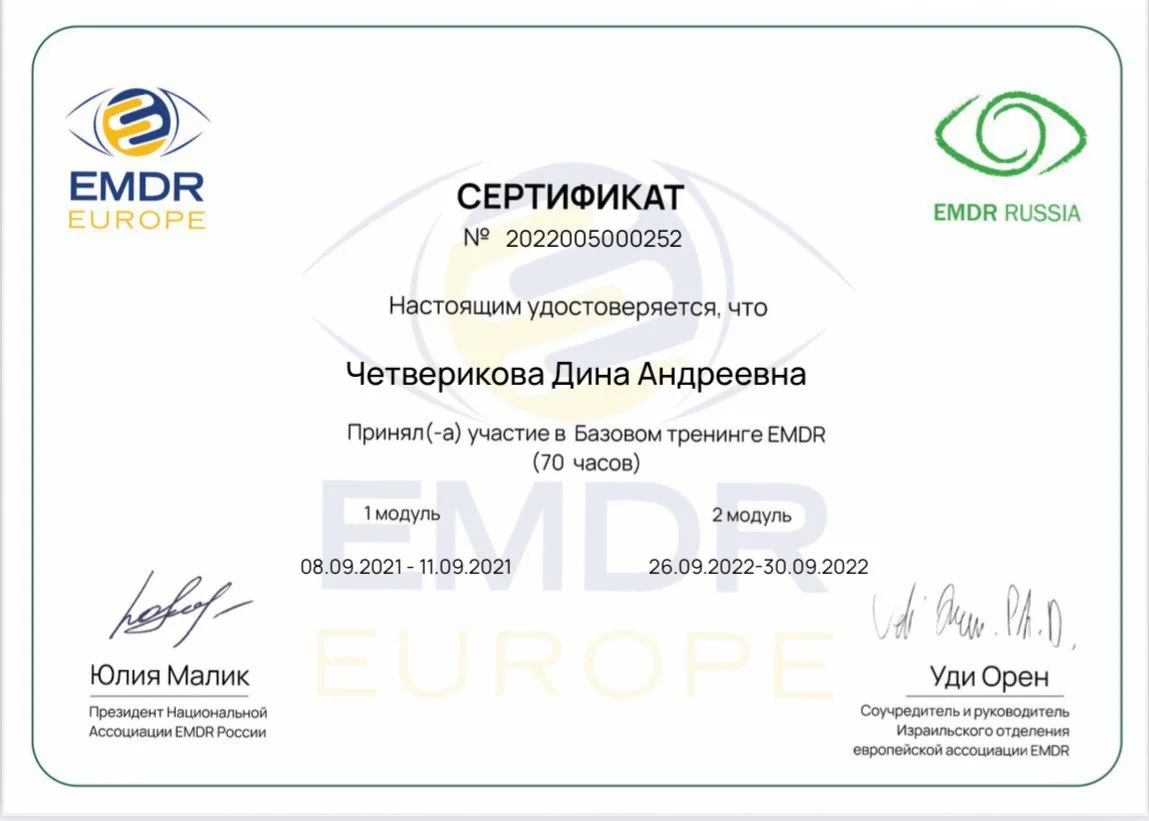 EMDR
EUROPE
EMDR RUSSIA
СЕРТИФИКАТ
№ 2022005000252
Настоящим удостоверяется, что
Четверикова Дина Андреевна
Принял(-а) участие в Базовом тренинге EMDR
(70 часов)
1 модуль
2 модуль
08.09.2021 - 11.09.2021
26.09.2022-30.09.2022
EMDR
EUROPE
Udi Oren. Ph.D.
Юлия Малик
Президент Национальной
Ассоциации EMDR России
Уди Орен
Соучредитель и руководитель
Израильского отделения
европейской ассоциации EMDR